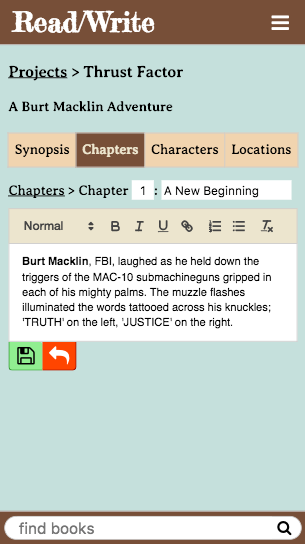 Read/Write
Projects > Thrust Factor
A Burt Macklin Adventure
Synopsis Chapters Characters Locations
Chapters > Chapter 1 : A New Beginning
Normal B I U
Burt Macklin, FBI, laughed as he held down the
triggers of the MAC-10 submachineguns gripped in
each of his mighty palms. The muzzle flashes
illuminated the words tattooed across his knuckles;
'TRUTH' on the left, 'JUSTICE' on the right.
find books